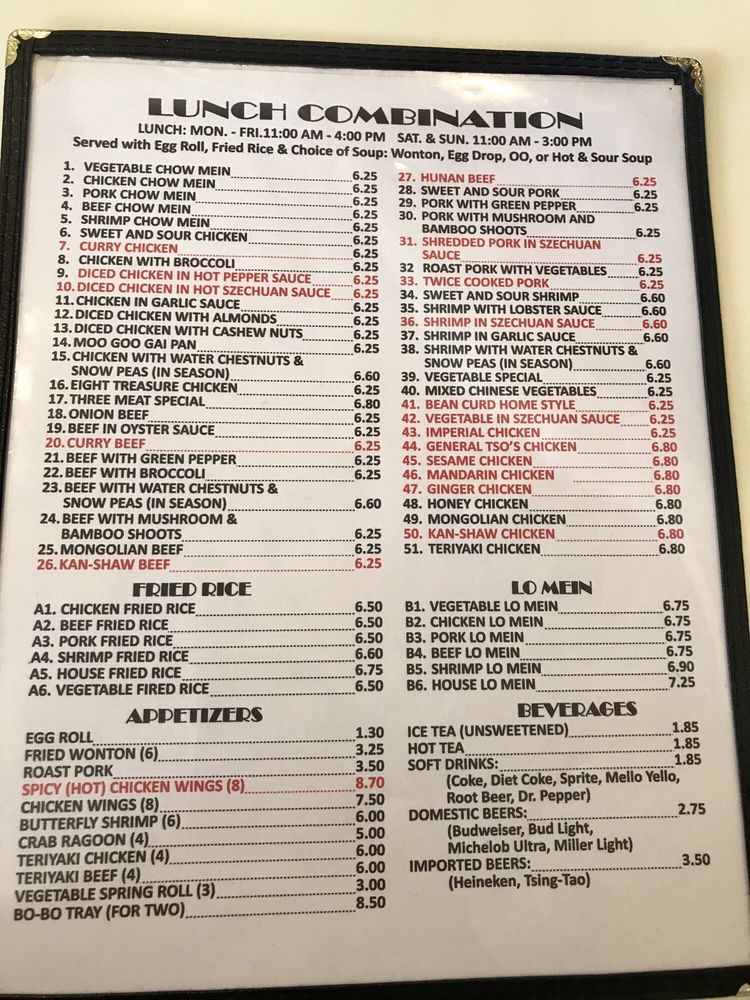 LUNCH COMBINATION
LUNCH: MON. - FRI.11:00 AM - 4:00 PM SAT. & SUN. 11:00 AM - 3:00 PM
Served with Egg Roll, Fried Rice & Choice of Soup: Wonton, Egg Drop, OO, or Hot & Sour Soup
1. VEGETABLE CHOW MEIN 6.25
2. CHICKEN CHOW MEIN 6.25
3. PORK CHOW MEIN 6.25
4. BEEF CHOW MEIN 6.25
5. SHRIMP CHOW MEIN 6.25
6. SWEET AND SOUR CHICKEN 6.25
7. CURRY CHICKEN 6.25
8. CHICKEN WITH BROCCOLI 6.25
9. DICED CHICKEN IN HOT PEPPER SAUCE 6.25
10. DICED CHICKEN IN HOT SZECHUAN SAUCE 6.25
11. CHICKEN IN GARLIC SAUCE 6.25
12. DICED CHICKEN WITH ALMONDS 6.25
13. DICED CHICKEN WITH CASHEW NUTS 6.25
14. MOO GOO GAI PAN 6.25
15. CHICKEN WITH WATER CHESTNUTS &
SNOW PEAS (IN SEASON) 6.60
16. EIGHT TREASURE CHICKEN 6.25
17. THREE MEAT SPECIAL 6.80
18. ONION BEEF 6.25
19. BEEF IN OYSTER SAUCE 6.25
20. CURRY BEEF 6.25
21. BEEF WITH GREEN PEPPER 6.25
22. BEEF WITH BROCCOLI 6.25
23. BEEF WITH WATER CHESTNUTS &
SNOW PEAS (IN SEASON) 6.60
24. BEEF WITH MUSHROOM &
BAMBOO SHOOTS 6.25
25. MONGOLIAN BEEF 6.25
26. KAN-SHAW BEEF 6.25
27. HUNAN BEEF 6.25
28. SWEET AND SOUR PORK 6.25
29. PORK WITH GREEN PEPPER 6.25
30. PORK WITH MUSHROOM AND
BAMBOO SHOOTS 6.25
31. SHREDDED PORK IN SZECHUAN
SAUCE 6.25
32 ROAST PORK WITH VEGETABLES 6.25
33. TWICE COOKED PORK 6.25
34. SWEET AND SOUR SHRIMP 6.60
35. SHRIMP WITH LOBSTER SAUCE 6.60
36. SHRIMP IN SZECHUAN SAUCE 6.60
37. SHRIMP IN GARLIC SAUCE 6.60
38. SHRIMP WITH WATER CHESTNUTS &
SNOW PEAS (IN SEASON) 6.60
39. VEGETABLE SPECIAL 6.25
40. MIXED CHINESE VEGETABLES 6.25
41. BEAN CURD HOME STYLE 6.25
42. VEGETABLE IN SZECHUAN SAUCE 6.25
43. IMPERIAL CHICKEN 6.25
44. GENERAL TSO'S CHICKEN 6.80
45. SESAME CHICKEN 6.80
46. MANDARIN CHICKEN 6.80
47. GINGER CHICKEN 6.80
48. HONEY CHICKEN 6.80
49. MONGOLIAN CHICKEN 6.80
50. KAN-SHAW CHICKEN 6.80
51. TERIYAKI CHICKEN 6.80
FRIED RICE
A1. CHICKEN FRIED RICE 6.50
A2. BEEF FRIED RICE 6.50
A3. PORK FRIED RICE 6.50
A4. SHRIMP FRIED RICE 6.60
A5. HOUSE FRIED RICE 6.75
A6. VEGETABLE FIRED RICE 6.50
LO MEIN
B1. VEGETABLE LO MEIN 6.75
B2. CHICKEN LO MEIN 6.75
B3. PORK LO MEIN 6.75
B4. BEEF LO MEIN 6.75
B5. SHRIMP LO MEIN 6.90
B6. HOUSE LO MEIN 7.25
APPETIZERS
EGG ROLL 1.30
FRIED WONTON (6) 3.25
ROAST PORK 3.50
SPICY (HOT) CHICKEN WINGS (8) 8.70
CHICKEN WINGS (8) 7.50
BUTTERFLY SHRIMP (6) 6.00
CRAB RAGOON (4) 5.00
TERIYAKI CHICKEN (4) 6.00
TERIYAKI BEEF (4) 6.00
VEGETABLE SPRING ROLL (3) 3.00
BO-BO TRAY (FOR TWO) 8.50
BEVERAGES
ICE TEA (UNSWEETENED) 1.85
HOT TEA 1.85
SOFT DRINKS: 1.85
(Coke, Diet Coke, Sprite, Mello Yello,
Root Beer, Dr. Pepper)
DOMESTIC BEERS: 2.75
(Budweiser, Bud Light,
Michelob Ultra, Miller Light)
IMPORTED BEERS: 3.50
(Heineken, Tsing-Tao)